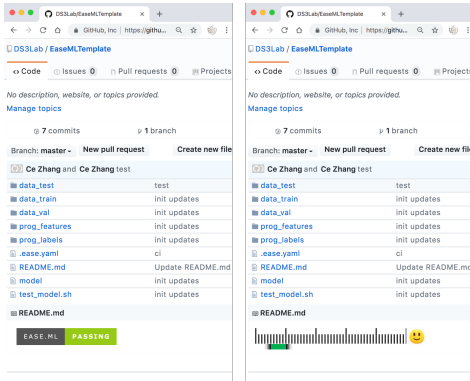 DS3Lab/EaseMLTemplate
GitHub, Inc | https://githu...
DS3Lab / EaseMLTemplate
Code Issues 0 Pull requests 0 Projects
No description, website, or topics provided.
Manage topics
7 commits 1 branch
Branch: master New pull request Create new file
Ce Zhang and Ce Zhang test
data_test test
data_train init updates
data_val init updates
prog_features init updates
prog_labels init updates
.ease.yaml ci
README.md Update README.md
model init updates
test_model.sh init updates
README.md
EASE.ML PASSING
DS3Lab/EaseMLTemplate
GitHub, Inc | https://githu...
DS3Lab / EaseMLTemplate
Code Issues 0 Pull requests 0 Projects
No description, website, or topics provided.
Manage topics
7 commits 1 branch
Branch: master New pull request Create new file
Ce Zhang and Ce Zhang test
data_test test
data_train init updates
data_val init updates
prog_features init updates
prog_labels init updates
.ease.yaml ci
README.md Update README.md
model init updates
test_model.sh init updates
README.md